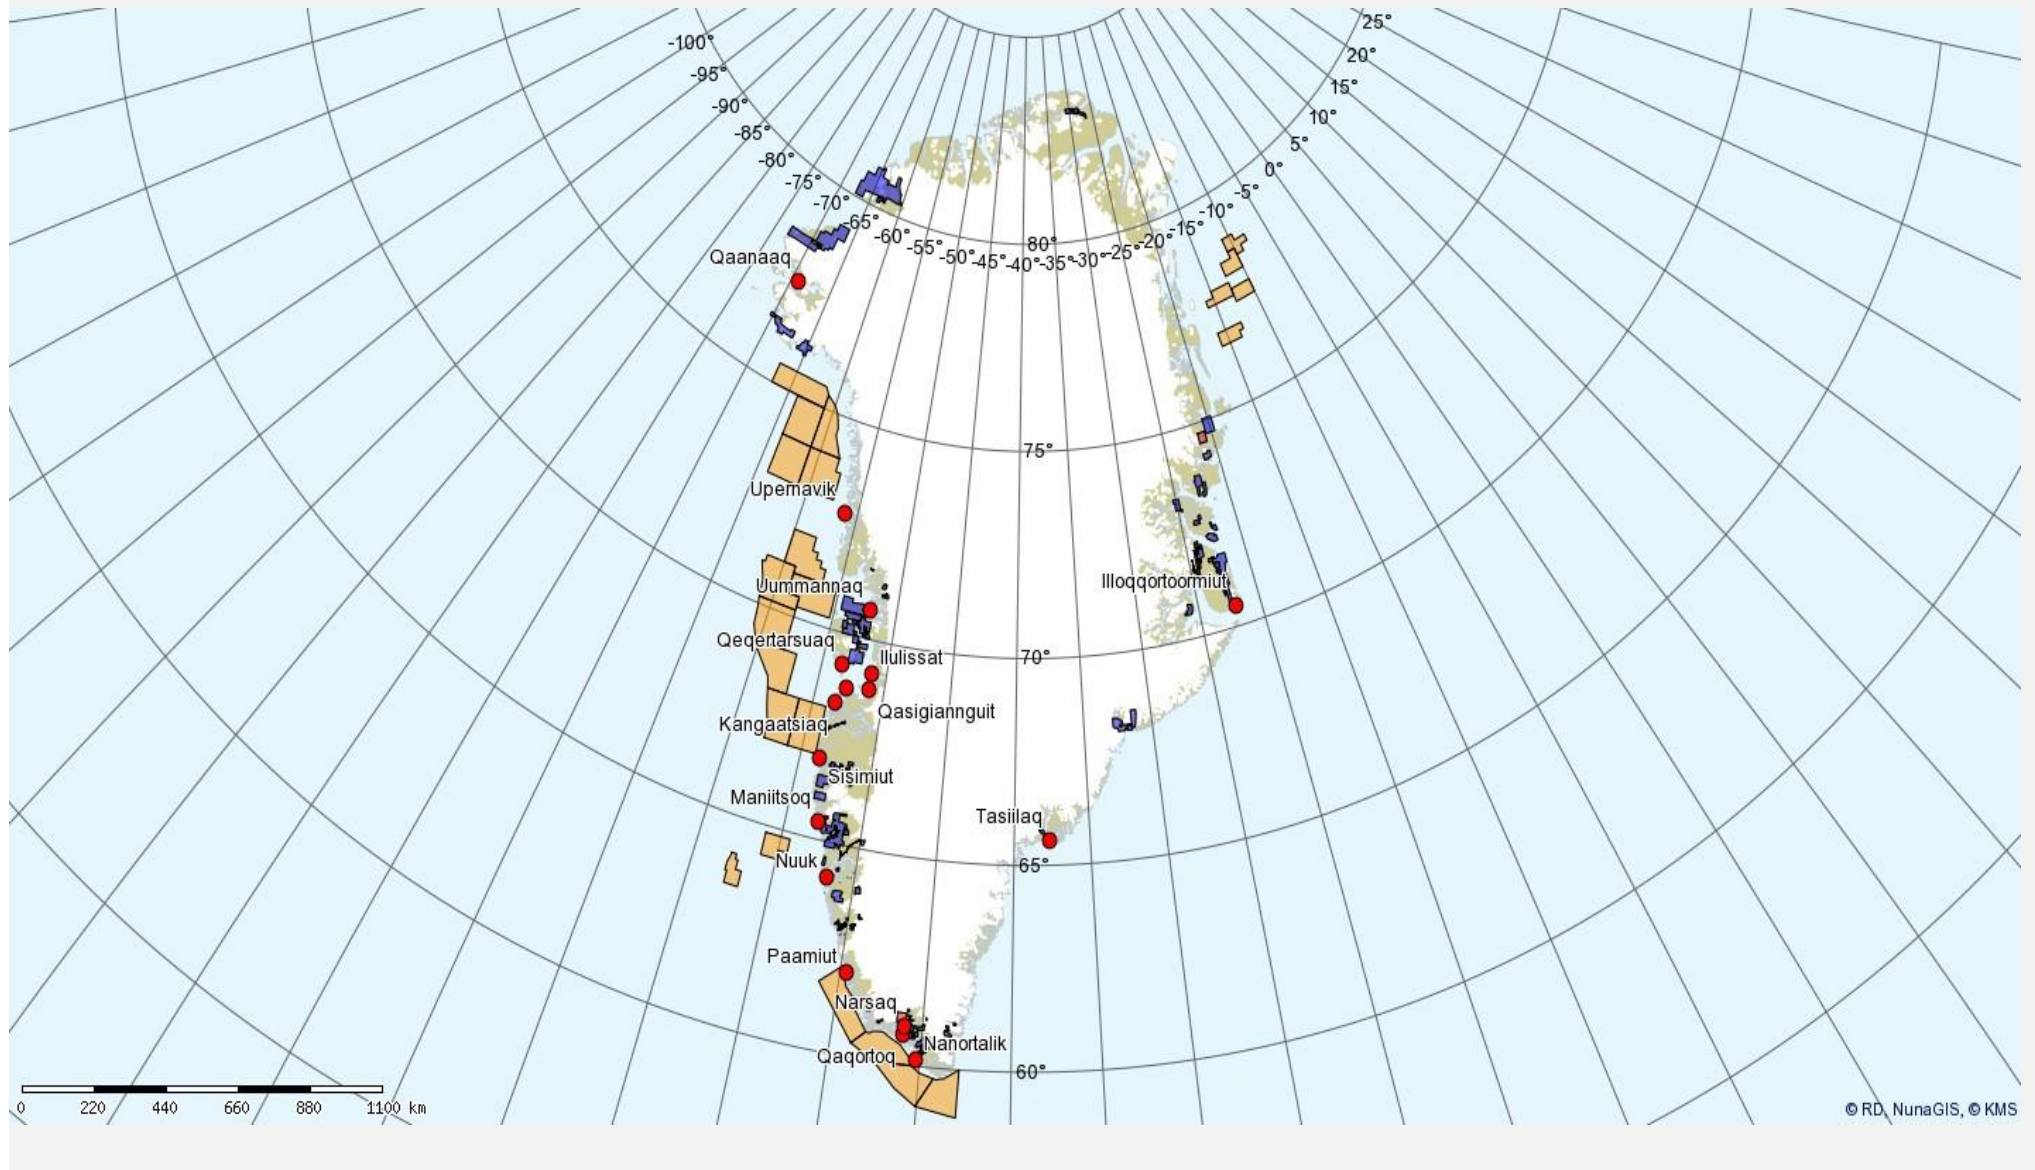 25°
-100°
20°
-95°
15°
-90°
10°
-85°
5°
-80°
0°
-75°
-5°
-70°
-10°
-65°
-15°
-60°
-20°
-55°
80°
-25°
-50°
-45°
-40°
-35°
-30°
Qaanaaq
75°
Upernavik
Illoqqortoormiut
Uummannaq
Qeqertarsuaq
Ilulissat
70°
Qasigiannguit
Kangaatsiaq
Sisimiut
Maniitsoq
Tasiilaq
Nuuk
65°
Paamiut
Narsaq
Nanortalik
Qaqortoq
60°
0 220 440 660 880 1100 km
© RD, NunaGIS, © KMS